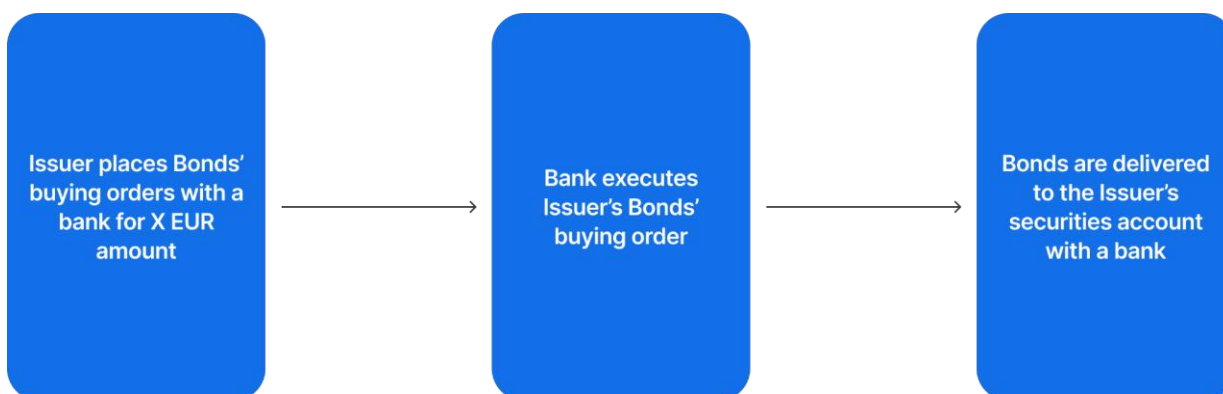 Issuer places Bonds’
buying orders with a
bank for X EUR
amount
Bank executes
Issuer’s Bonds’
buying order
Bonds are delivered
to the Issuer’s
securities account
with a bank